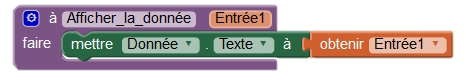 à Afficher_la_donnée Entrée1
faire mettre Donnée . Texte à obtenir Entrée1